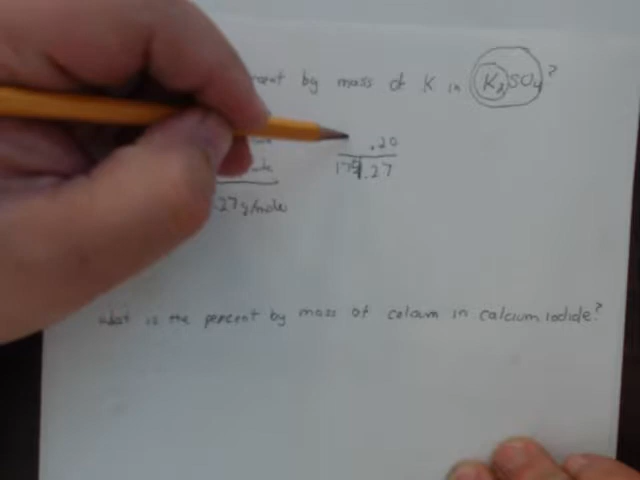 by mass of K in K2SO4?
.20
.27
.27g/mole
what is the percent by mass of calcium in calcium iodide?